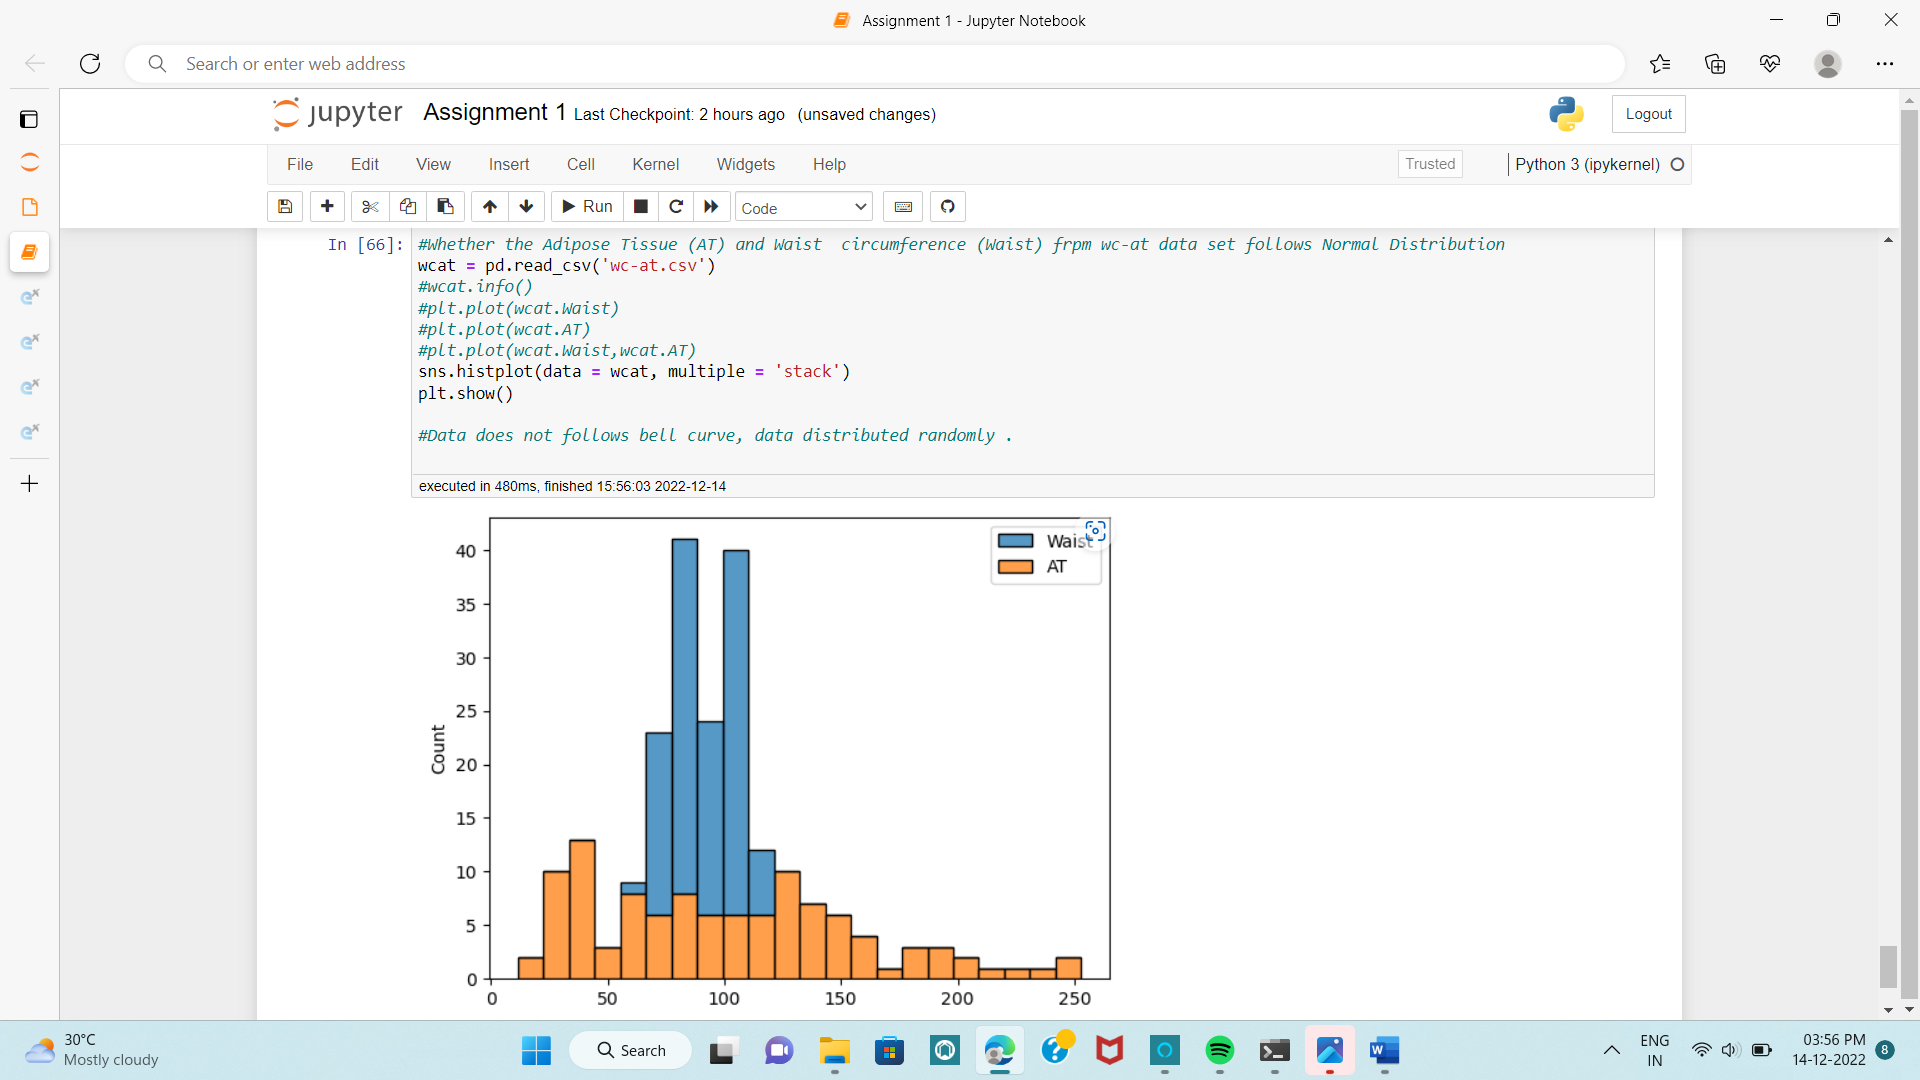 Assignment 1 - Jupyter Notebook
Search or enter web address
jupyter Assignment 1 Last Checkpoint: 2 hours ago (unsaved changes)
Logout
File Edit View Insert Cell Kernel Widgets Help
Trusted
Python 3 (ipykernel)
Run
Code
In [66]: #Whether the Adipose Tissue (AT) and Waist  circumference (Waist) frpm wc-at data set follows Normal Distribution
wcat = pd.read_csv('wc-at.csv')
#wcat.info()
#plt.plot(wcat.Waist)
#plt.plot(wcat.AT)
#plt.plot(wcat.Waist,wcat.AT)
sns.histplot(data = wcat, multiple = 'stack')
plt.show()
#Data does not follows bell curve, data distributed randomly .
executed in 480ms, finished 15:56:03 2022-12-14
Waist
AT
40
35
30
25
20
15
10
5
0
Count
0 50 100 150 200 250
30°C
Mostly cloudy
Search
ENG
IN
03:56 PM
14-12-2022
8